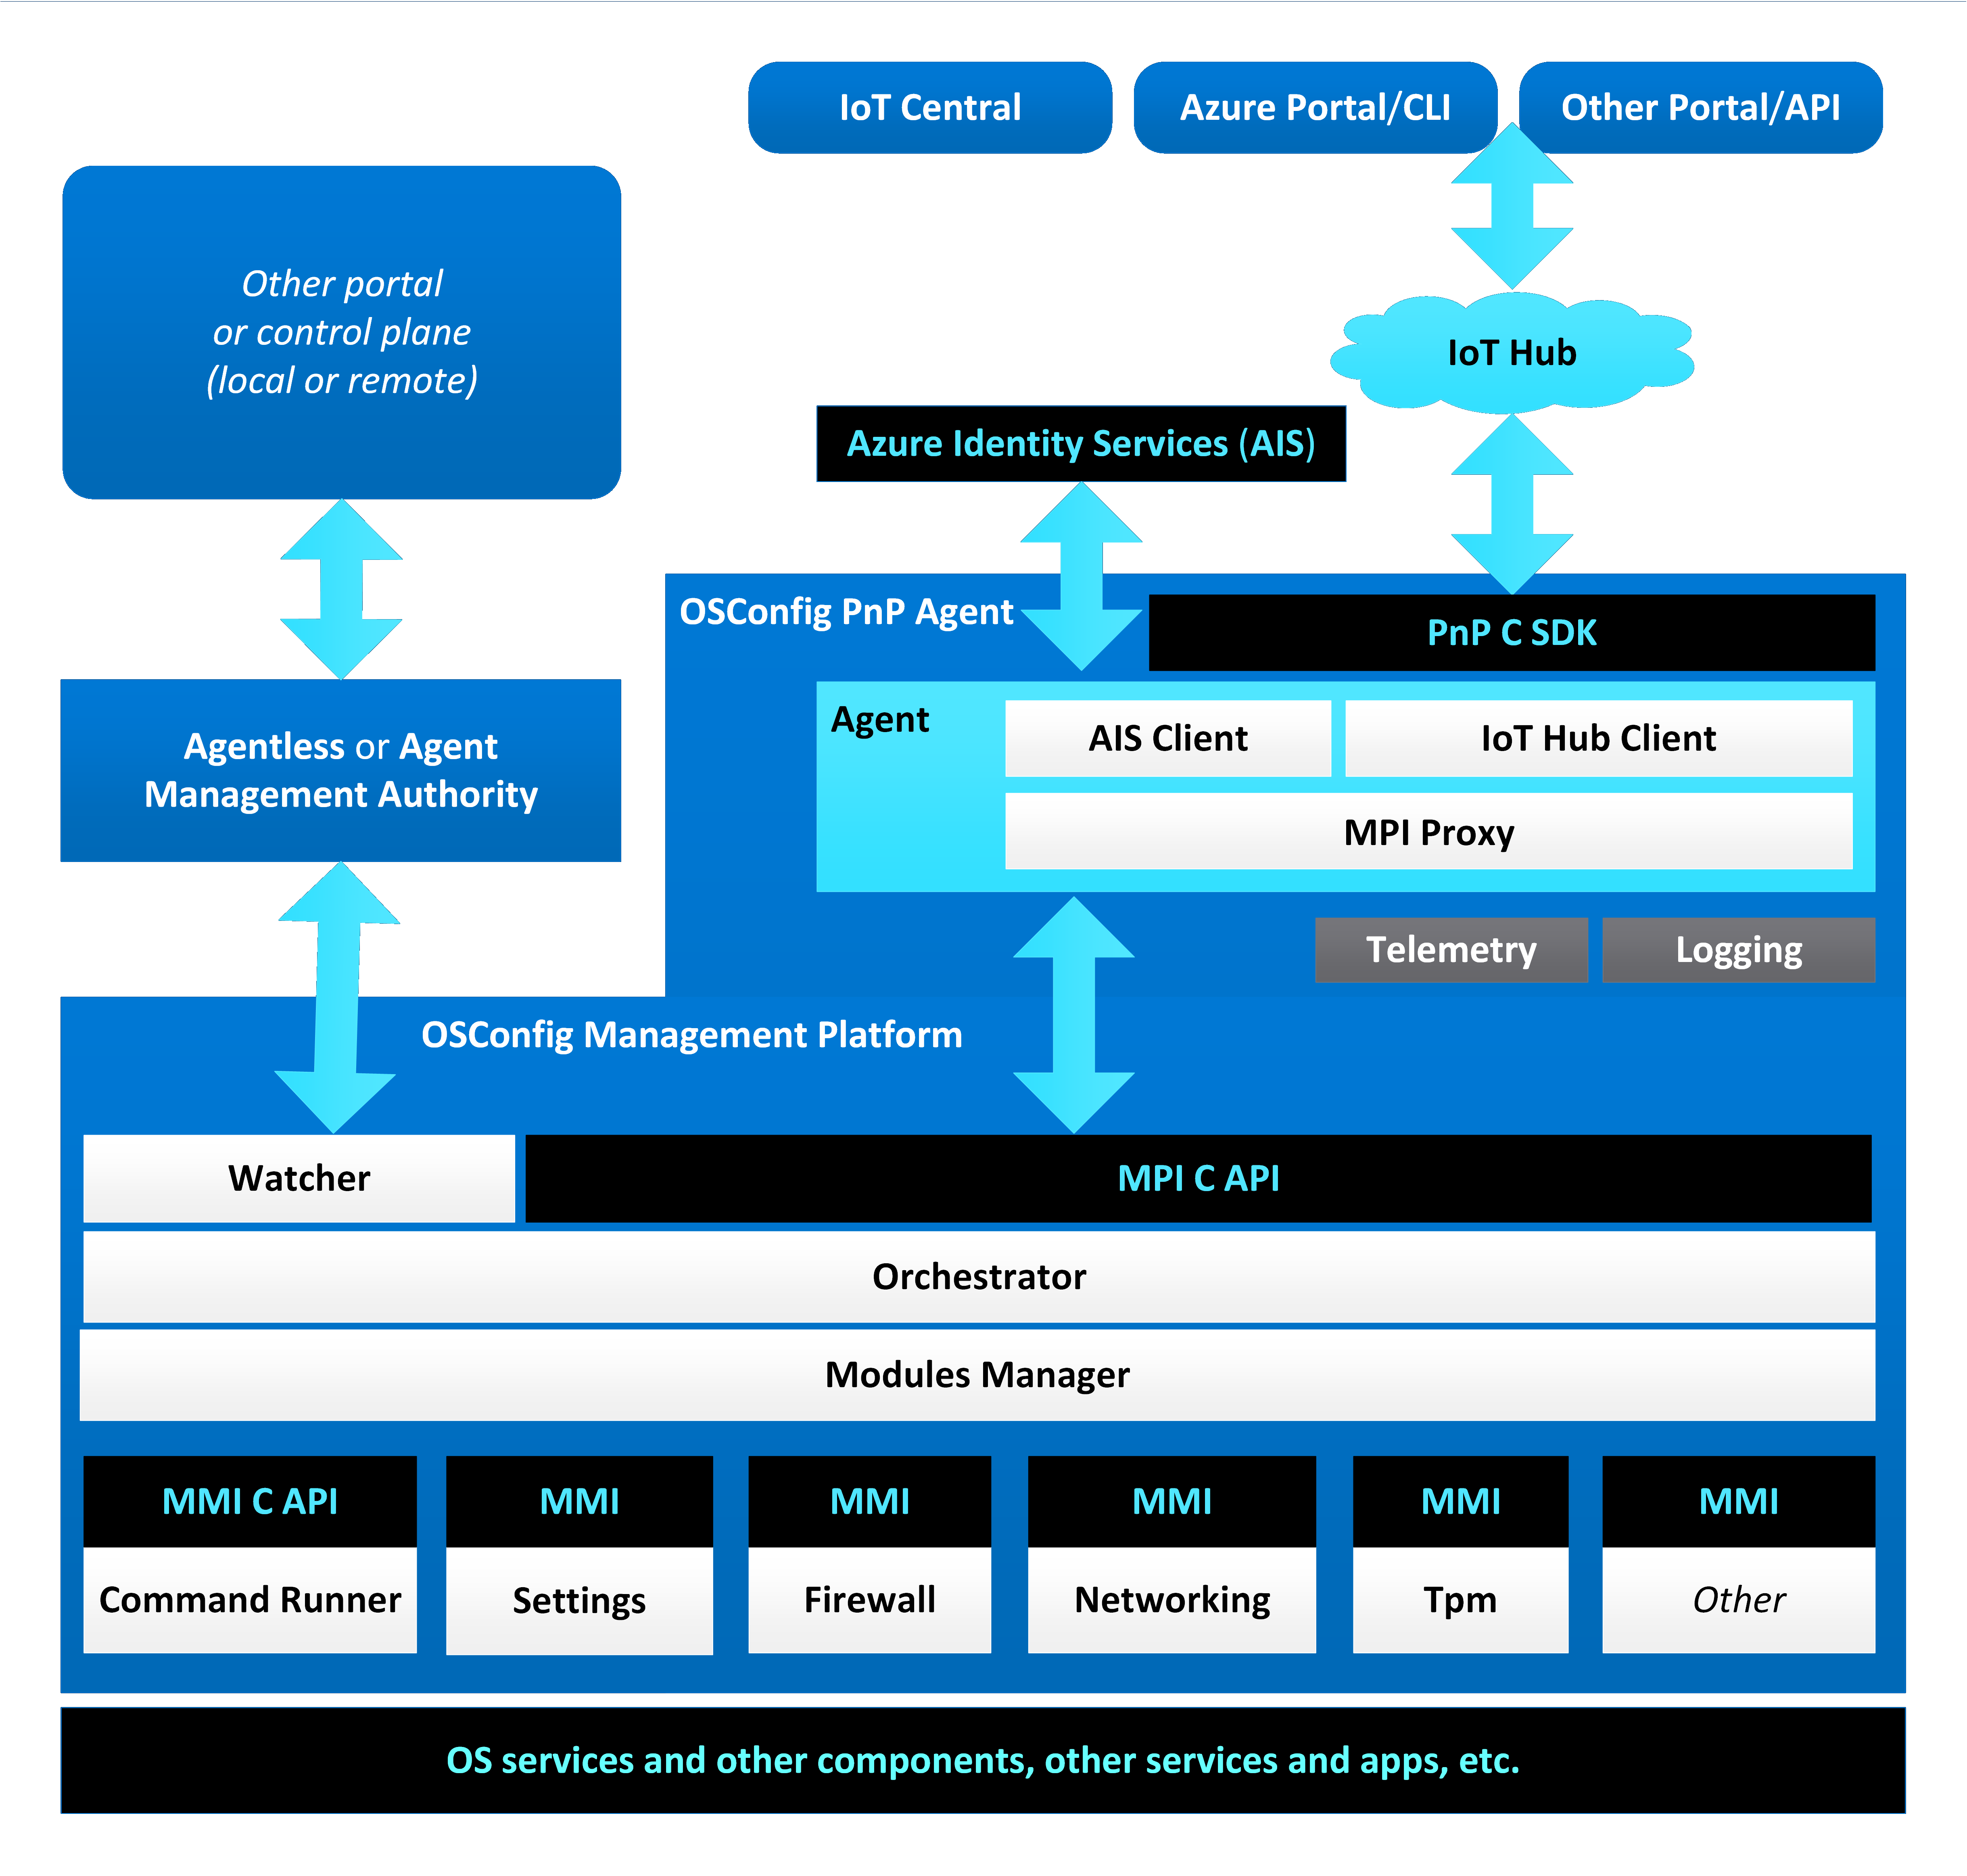 IoT Central
Azure Portal/CLI
Other Portal/API
Other portal
or control plane
(local or remote)
IoT Hub
Azure Identity Services (AIS)
OSConfig PnP Agent
PnP C SDK
Agent
AIS Client
IoT Hub Client
MPI Proxy
Agentless or Agent
Management Authority
Telemetry
Logging
OSConfig Management Platform
Watcher
MPI C API
Orchestrator
Modules Manager
MMI C API
MMI
MMI
MMI
MMI
MMI
Command Runner
Settings
Firewall
Networking
Tpm
Other
OS services and other components, other services and apps, etc.